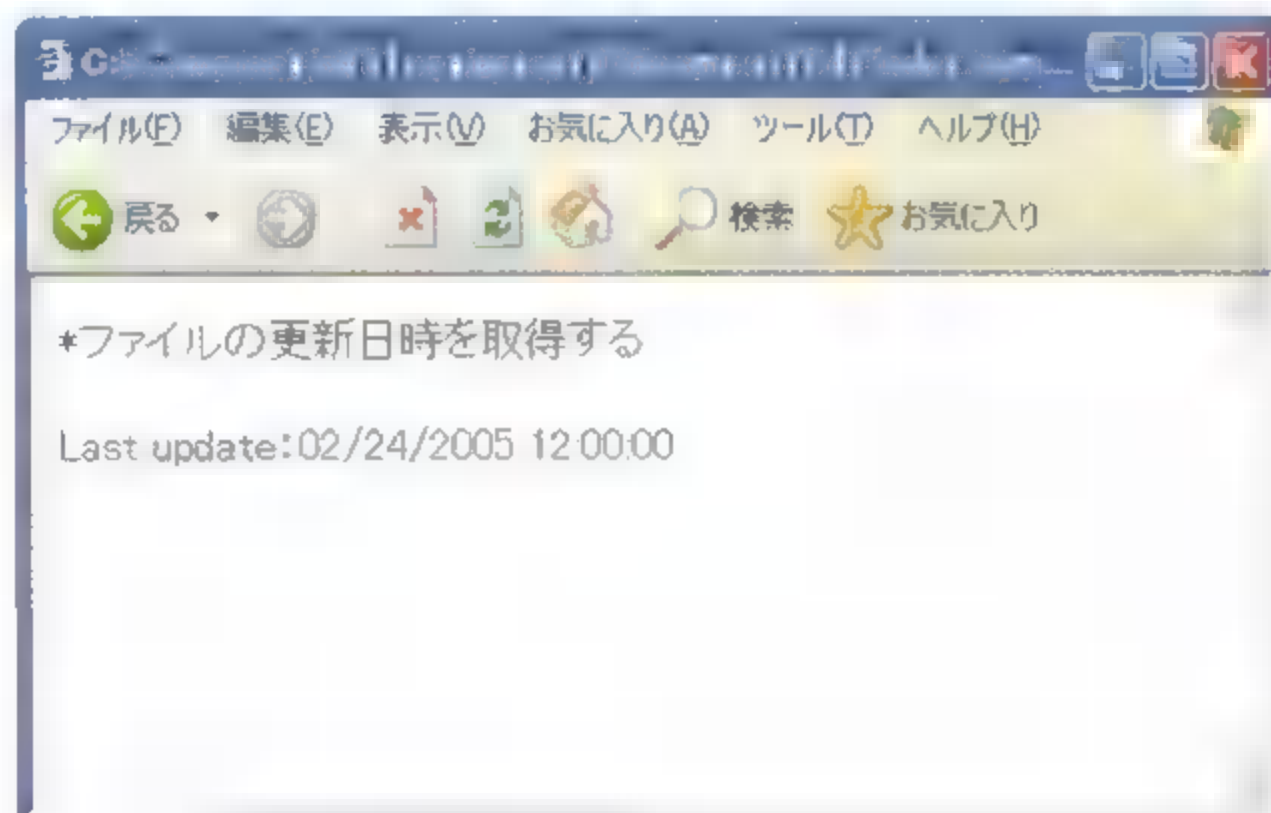 C:
ファイル(F) 編集(E) 表示(V) お気に入り(A) ツール(T) ヘルプ(H)
戻る 検索 お気に入り
*ファイルの更新日時を取得する
Last update:02/24/2005 12:00:00